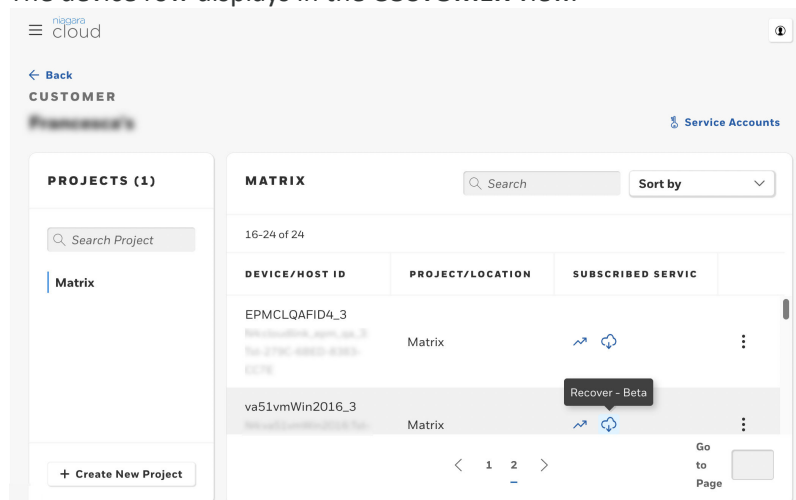 The device row displays in the CUSTOMER view.
niagara
cloud
← Back
CUSTOMER
Service Accounts
PROJECTS (1)
MATRIX
Search
Sort by
Search Project
16-24 of 24
Matrix
DEVICE/HOST ID
PROJECT/LOCATION
SUBSCRIBED SERVIC
EPMCLQAFID4_3
Matrix
Recover - Beta
va51vmWin2016_3
Matrix
+ Create New Project
< 1 2 >
Go
to
Page